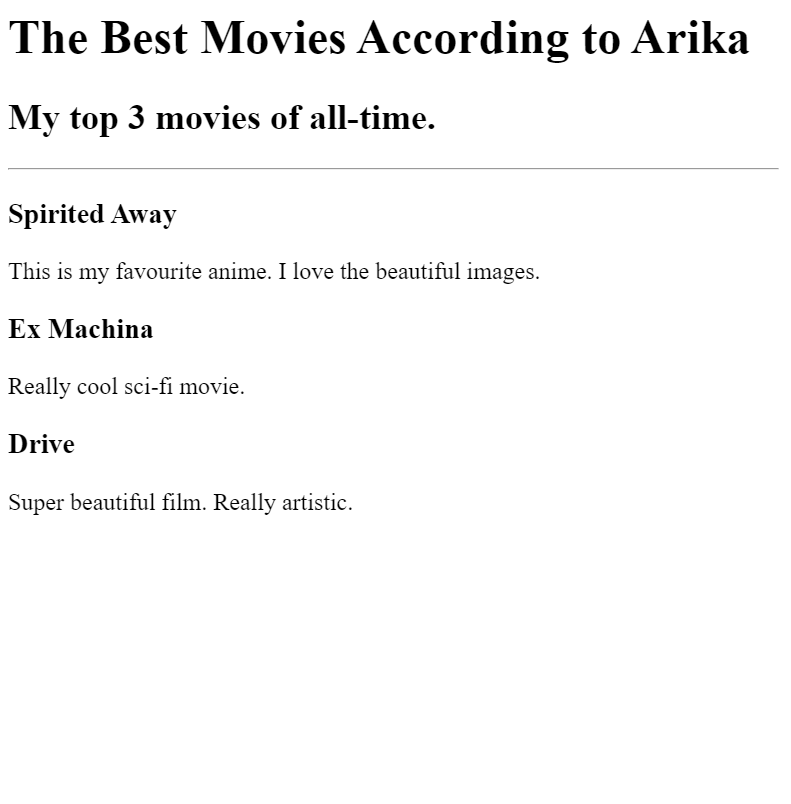 The Best Movies According to Arika
My top 3 movies of all-time.
Spirited Away
This is my favourite anime. I love the beautiful images.
Ex Machina
Really cool sci-fi movie.
Drive
Super beautiful film. Really artistic.